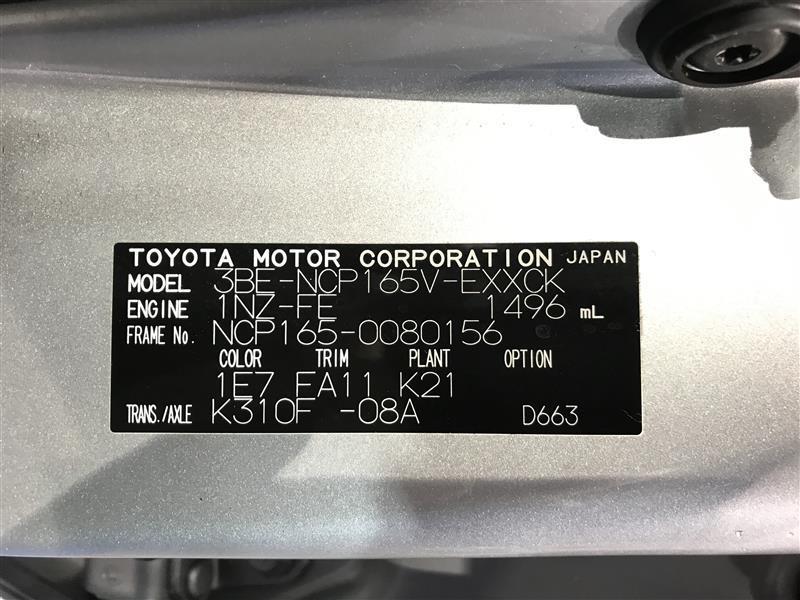 TOYOTA MOTOR CORPORATION JAPAN
MODEL 3BE-NCP165V-EXXCK
ENGINE 1NZ-FE 1496 mL
FRAME No. NCP165-0080156
COLOR TRIM PLANT OPTION
1E7 EA11 K21
TRANS./AXLE K310F -08A D663